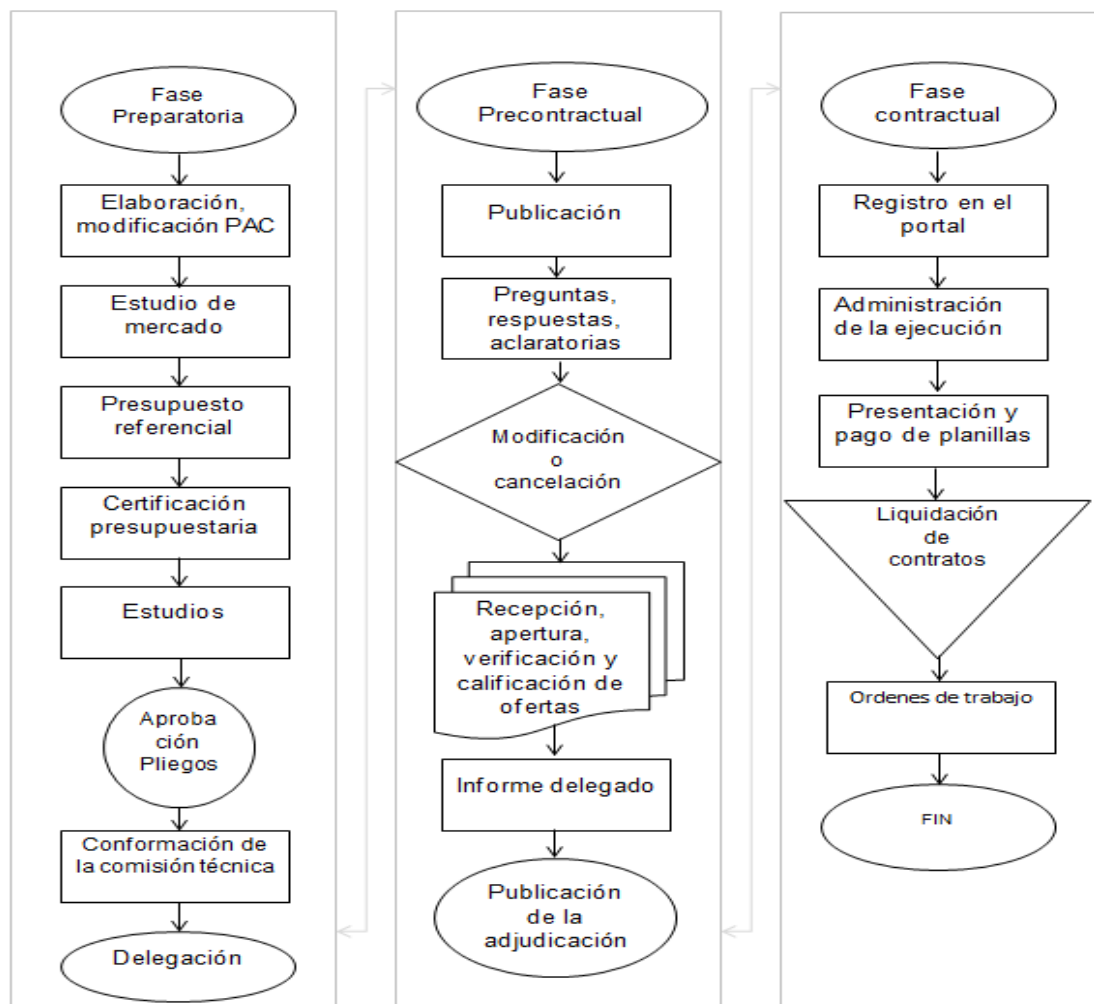 Fase
Preparatoria
Elaboración,
modificación PAC
Estudio de
mercado
Presupuesto
referencial
Certificación
presupuestaria
Estudios
Aproba
ción
Pliegos
Conformación de
la comisión técnica
Delegación
Fase
Precontractual
Publicación
Preguntas,
respuestas,
aclaratorias
Modificación
o
cancelación
Recepción,
apertura,
verificación y
calificación de
ofertas
Informe delegado
Publicación
de la
adjudicación
Fase
contractual
Registro en el
portal
Administración
de la ejecución
Presentación y
pago de planillas
Liquidación
de
contratos
Ordenes de trabajo
FIN